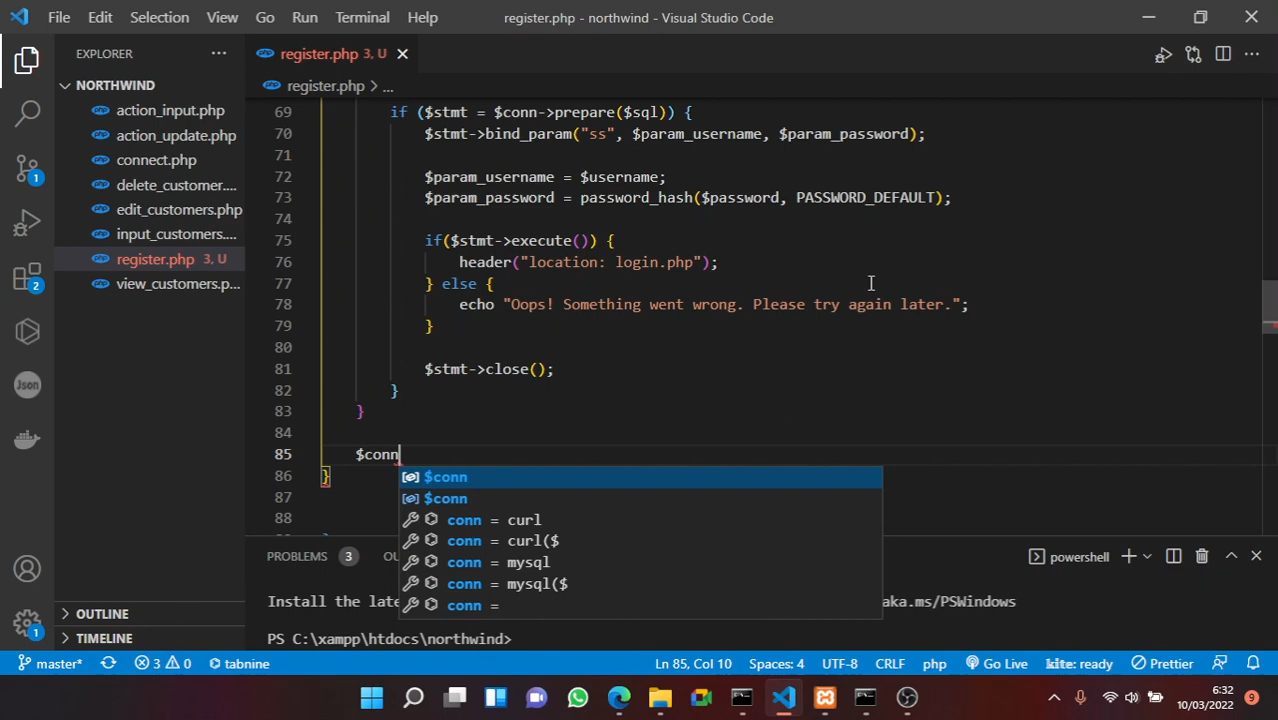 File Edit Selection View Go Run Terminal Help register.php - northwind - Visual Studio Code
EXPLORER
NORTHWIND
action_input.php
action_update.php
connect.php
delete_customer....
edit_customers.php
input_customers....
register.php 3, U
view_customers.p...
OUTLINE
TIMELINE
1
2
Json
1
register.php 3, U
register.php > ...
69 if ($stmt = $conn->prepare($sql)) {
70 $stmt->bind_param("ss", $param_username, $param_password);
71
72 $param_username = $username;
73 $param_password = password_hash($password, PASSWORD_DEFAULT);
74
75 if($stmt->execute()) {
76 header("location: login.php");
77 } else {
78 echo "Oops! Something went wrong. Please try again later.";
79 }
80
81 $stmt->close();
82 }
83 }
84
85 $conn
86 }
87
88
$conn
$conn
conn = curl
conn = curl($
conn = mysql
conn = mysql($
conn =
PROBLEMS 3 OU powershell
Install the late aka.ms/PSWindows
PS C:\xampp\htdocs\northwind>
master* 3 0 tabnine Ln 85, Col 10 Spaces: 4 UTF-8 CRLF php Go Live kite: ready Prettier
6:32
10/03/2022
9